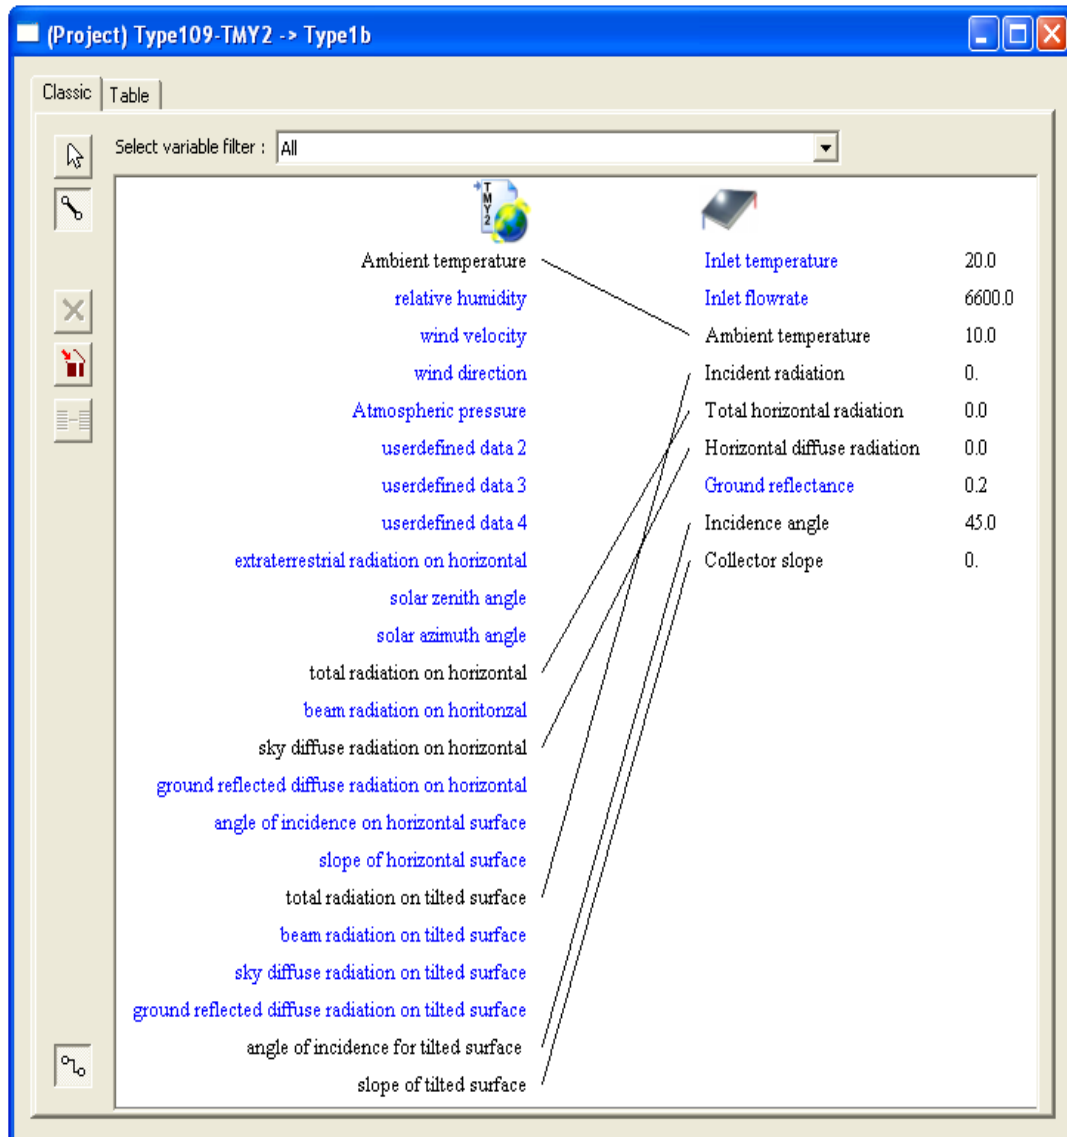 (Project) Type109-TMY2 -> Type1b
Classic Table
Select variable filter : All
TMY2
Ambient temperature Inlet temperature 20.0
relative humidity Inlet flowrate 6600.0
wind velocity Ambient temperature 10.0
wind direction Incident radiation 0.
Atmospheric pressure Total horizontal radiation 0.0
userdefined data 2 Horizontal diffuse radiation 0.0
userdefined data 3 Ground reflectance 0.2
userdefined data 4 Incidence angle 45.0
extraterrestrial radiation on horizontal Collector slope 0.
solar zenith angle
solar azimuth angle
total radiation on horizontal
beam radiation on horitonzal
sky diffuse radiation on horizontal
ground reflected diffuse radiation on horizontal
angle of incidence on horizontal surface
slope of horizontal surface
total radiation on tilted surface
beam radiation on tilted surface
sky diffuse radiation on tilted surface
ground reflected diffuse radiation on tilted surface
angle of incidence for tilted surface
slope of tilted surface